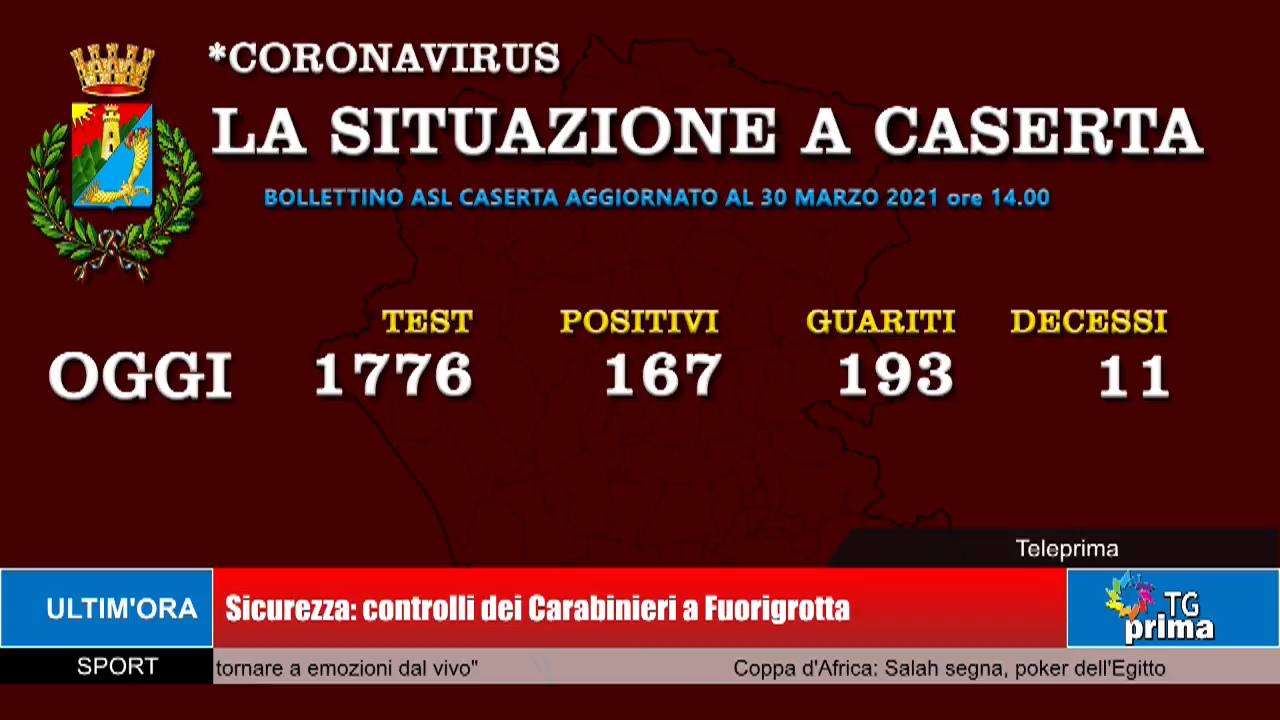 *CORONAVIRUS
LA SITUAZIONE A CASERTA
BOLLETTINO ASL CASERTA AGGIORNATO AL 30 MARZO 2021 ore 14.00
TEST POSITIVI GUARITI DECESSI
OGGI 1776 167 193 11
Teleprima
ULTIM'ORA Sicurezza: controlli dei Carabinieri a Fuorigrotta
TG
prima
SPORT tornare a emozioni dal vivo" Coppa d'Africa: Salah segna, poker dell'Egitto